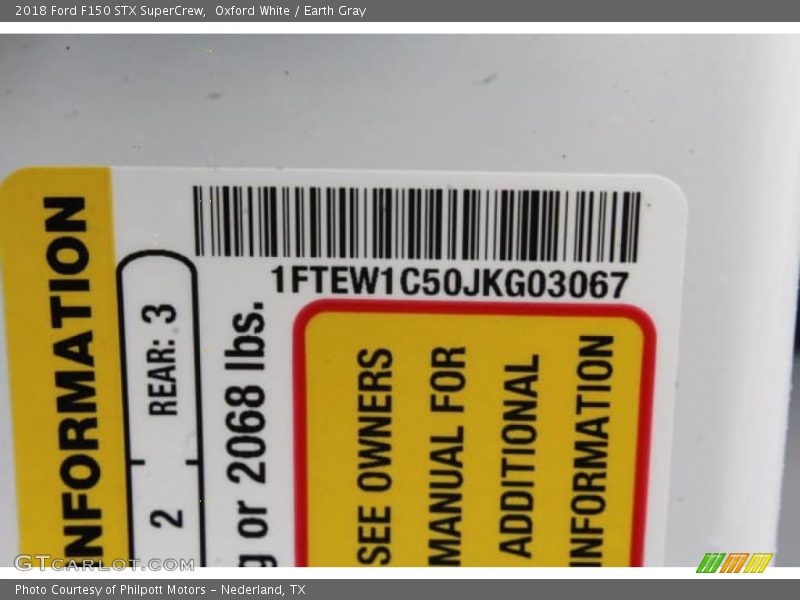 2018 Ford F150 STX SuperCrew,  Oxford White / Earth Gray
1FTEW1C50JKG03067
INFORMATION
REAR: 3
2
g or 2068 lbs.
SEE OWNERS
MANUAL FOR
ADDITIONAL
INFORMATION
GTCARLOT.COM
Photo Courtesy of Philpott Motors - Nederland, TX